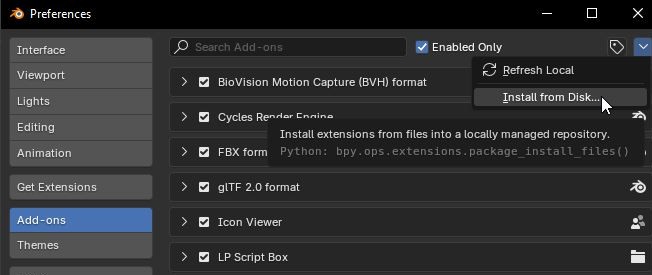 Preferences
Interface
Viewport
Lights
Editing
Animation
Get Extensions
Add-ons
Themes
Search Add-ons
Enabled Only
Refresh Local
Install from Disk...
BioVision Motion Capture (BVH) format
Cycles Render Engine
Install extensions from files into a locally managed repository.
Python: bpy.ops.extensions.package_install_files()
FBX form
glTF 2.0 format
Icon Viewer
LP Script Box